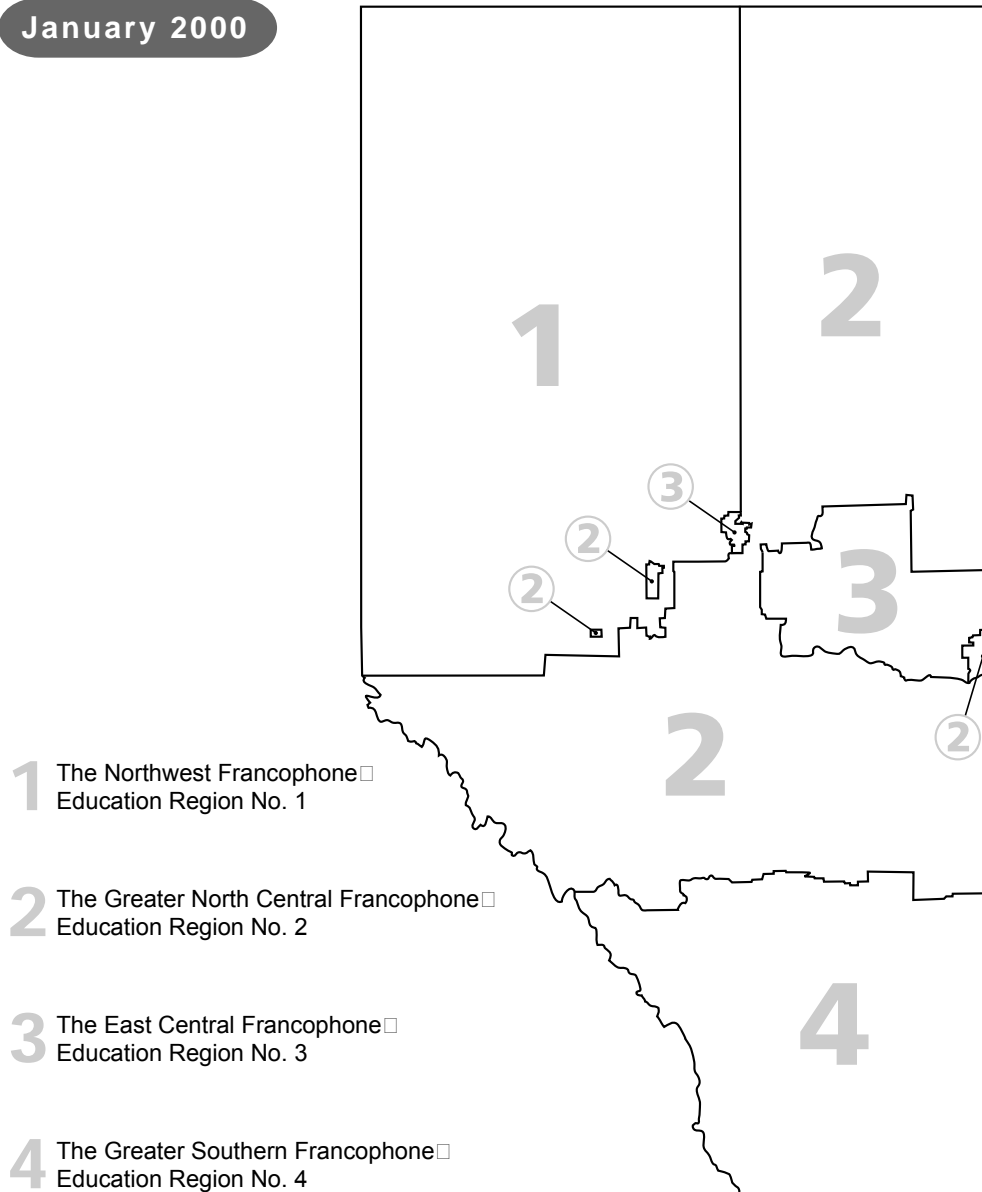 January 2000
1
2
3
2
2
3
2
2
4
1 The Northwest Francophone
Education Region No. 1
2 The Greater North Central Francophone
Education Region No. 2
3 The East Central Francophone
Education Region No. 3
4 The Greater Southern Francophone
Education Region No. 4